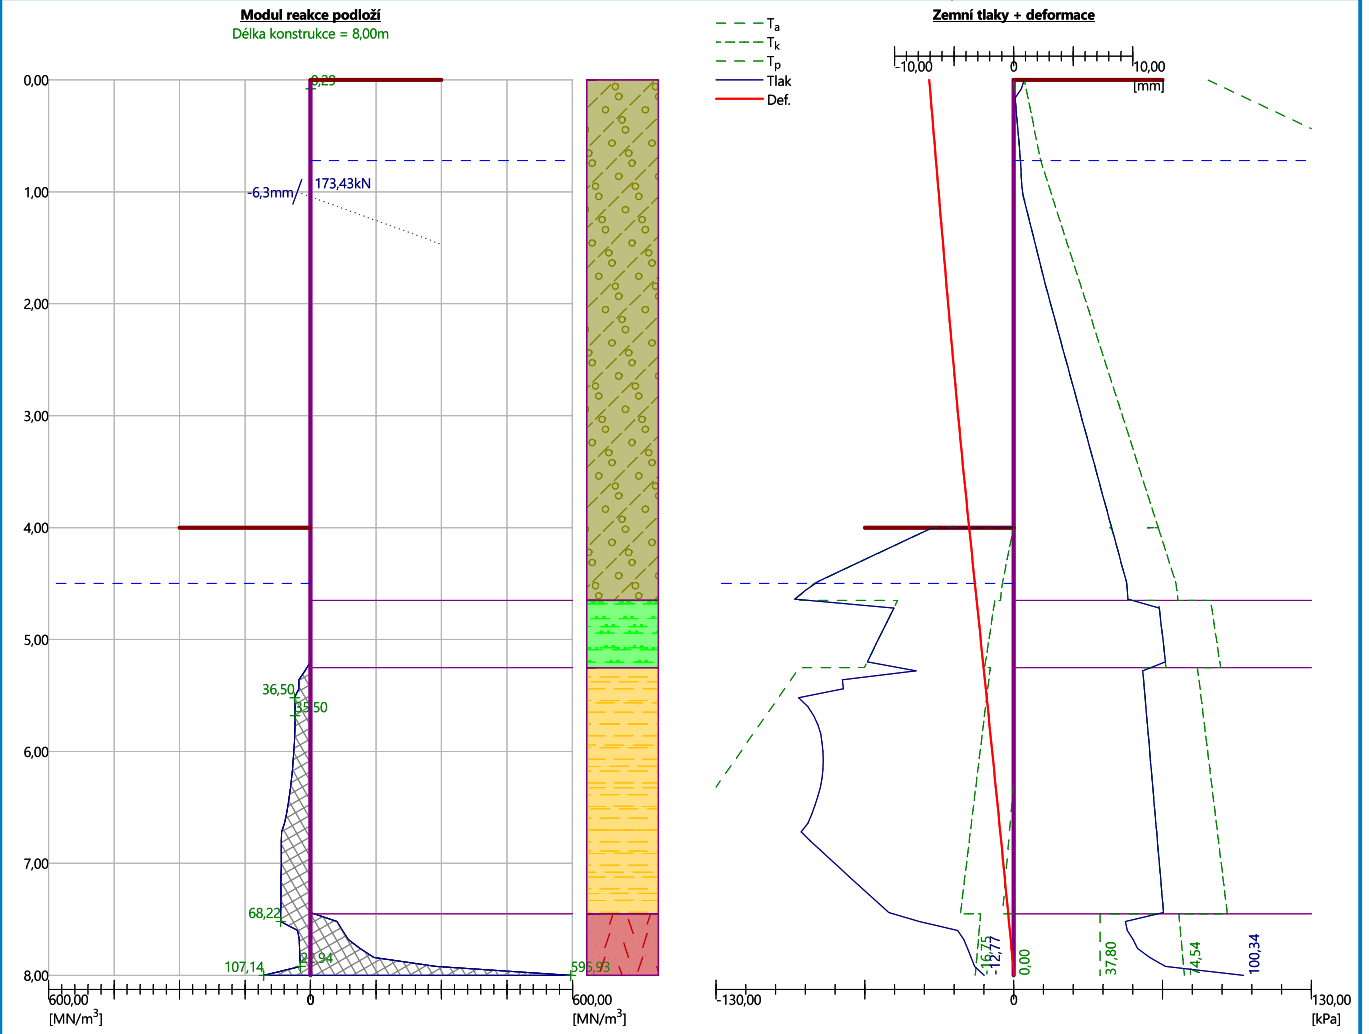 Modul reakce podloží
Délka konstrukce = 8,00m
0,00
1,00
2,00
3,00
4,00
5,00
6,00
7,00
8,00
0,29
-6,3mm
173,43kN
36,50
35,50
68,22
107,14
595,93
600,00
0
600,00
[MN/m³]
[MN/m³]
Zemní tlaky + deformace
Ta
Tk
Tp
Tlak
Def.
-10,00
0
10,00
[mm]
-16,75
-12,77
0,00
37,80
74,54
100,34
-130,00
0
130,00
[kPa]